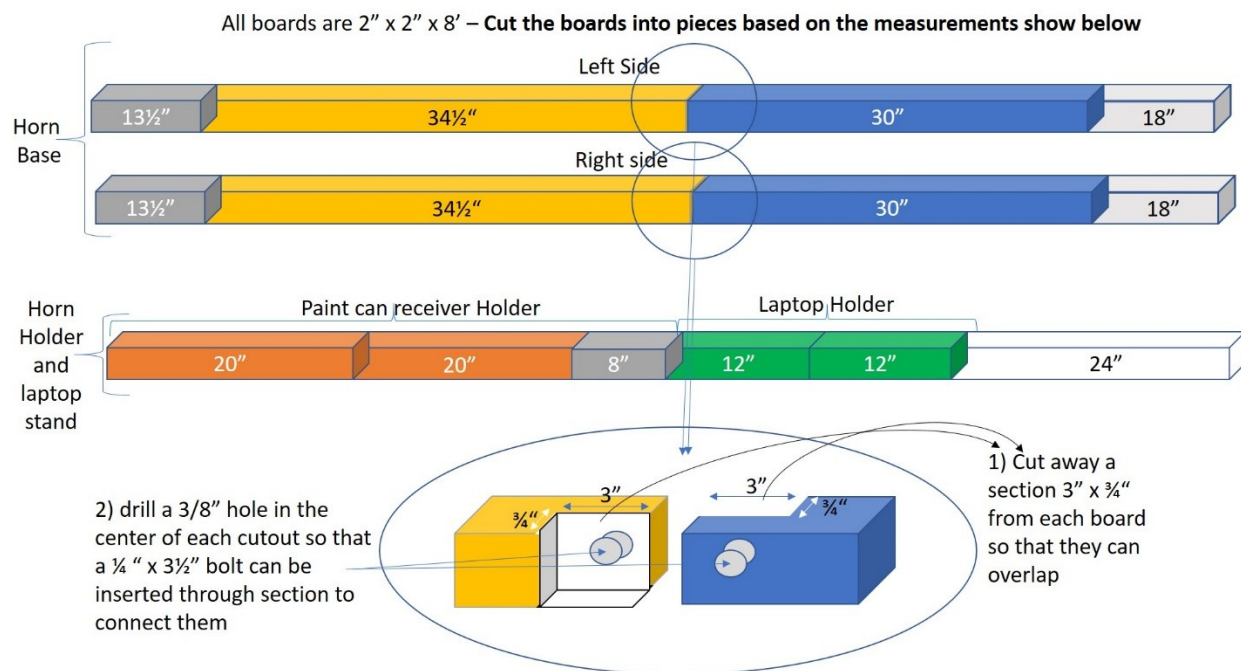 All boards are 2” x 2” x 8’ – Cut the boards into pieces based on the measurements show below
Left Side
Horn
Base
13½”
34½“
30”
18”
Right side
13½”
34½“
30”
18”
Horn
Holder
and
laptop
stand
Paint can receiver Holder
Laptop Holder
20”
20”
8”
12”
12”
24”
1) Cut away a
section 3” x ¾“
from each board
so that they can
overlap
2) drill a 3/8” hole in the
center of each cutout so that
a ¼ “ x 3½” bolt can be
inserted through section to
connect them
¾“
3”
3”
¾“